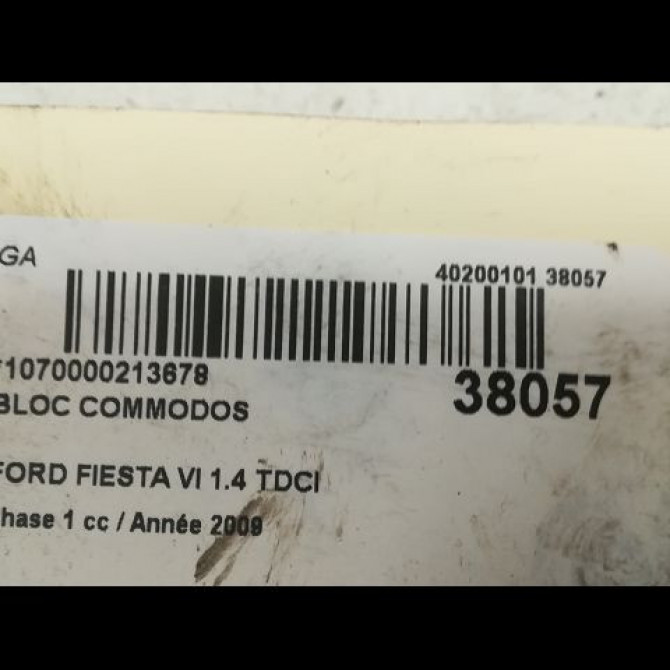 GA
40200101 38057
*1070000213678
38057
BLOC COMMODOS
FORD FIESTA VI 1.4 TDCI
hase 1 cc / Année 2009